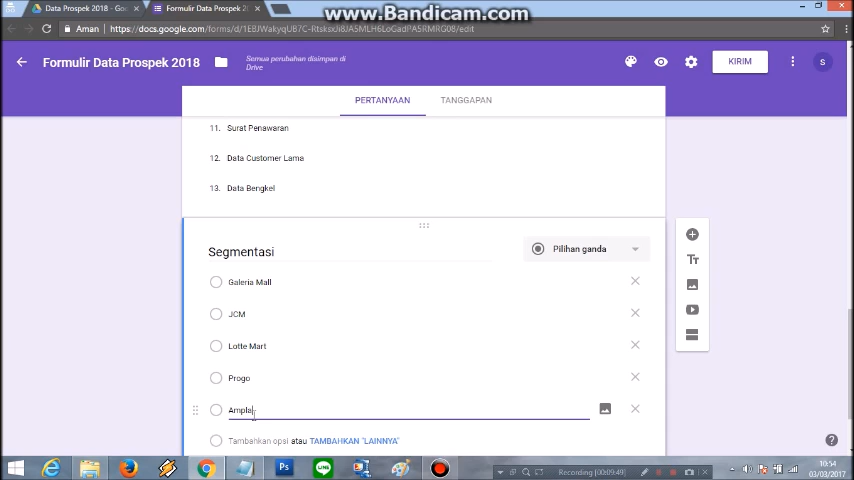 www.Bandicam.com
Data Prospek 2018 - Goo
Formulir Data Prospek 2
Aman
https://docs.google.com/forms/d/1EBJWakyqUB7C-RtsksxJi8JA5MLH6LoGadPA5RMRG08/edit
Formulir Data Prospek 2018
Semua perubahan disimpan di
Drive
KIRIM
S
PERTANYAAN
TANGGAPAN
11. Surat Penawaran
12. Data Customer Lama
13. Data Bengkel
Segmentasi
Pilihan ganda
Galeria Mall
JCM
Lotte Mart
Progo
Ampla
Tambahkan opsi atau TAMBAHKAN "LAINNYA"
Recording [00:09:49]
10:54
03/03/2017